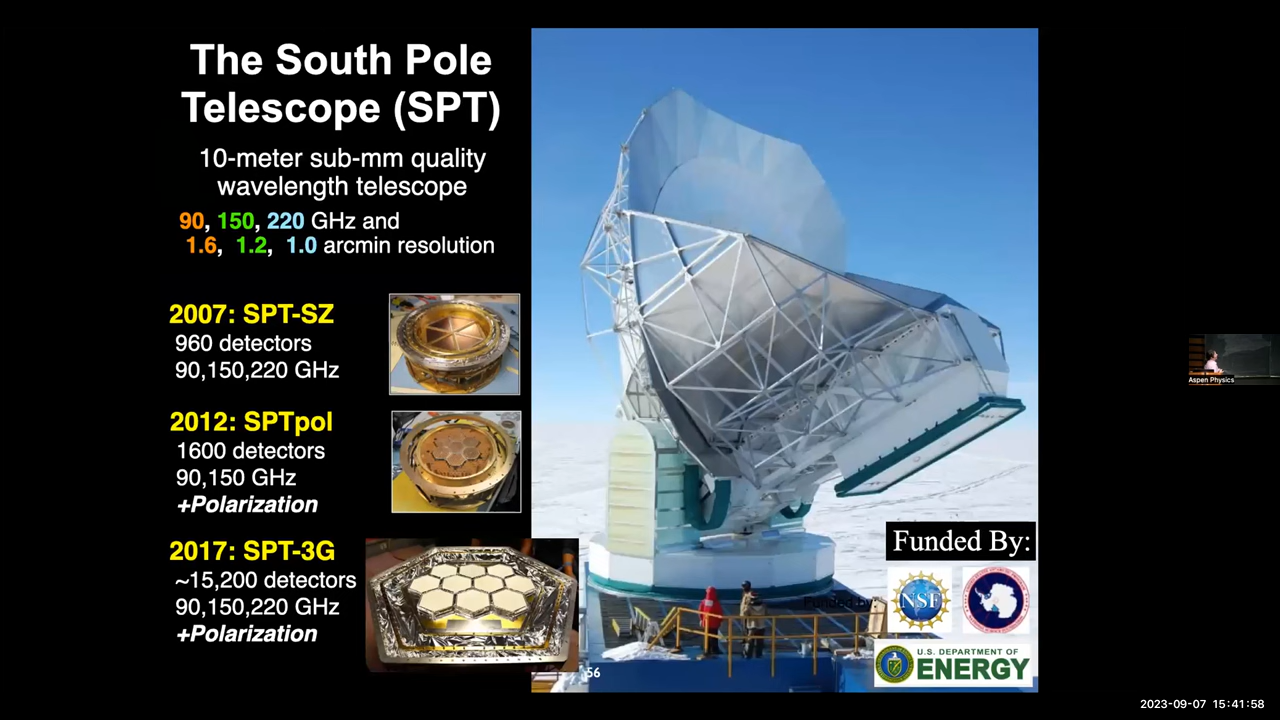 The South Pole
Telescope (SPT)
10-meter sub-mm quality
wavelength telescope
90, 150, 220 GHz and
1.6, 1.2, 1.0 arcmin resolution
2007: SPT-SZ
960 detectors
90,150,220 GHz
2012: SPTpol
1600 detectors
90,150 GHz
+Polarization
2017: SPT-3G
~15,200 detectors
90,150,220 GHz
+Polarization
Funded By:
Funded by
NSF
U.S. DEPARTMENT OF
ENERGY
56
Aspen Physics
2023-09-07 15:41:58